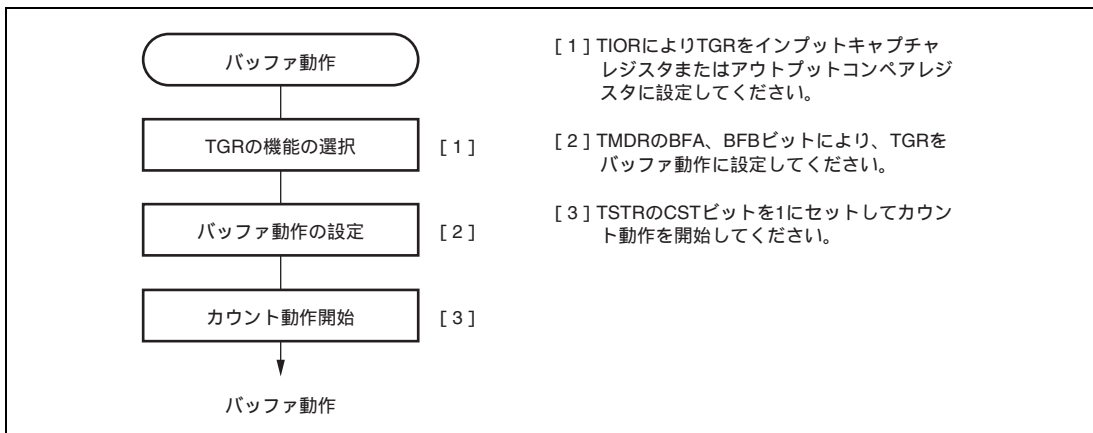 バッファ動作
TGRの機能の選択 [ 1 ]
バッファ動作の設定 [ 2 ]
カウント動作開始 [ 3 ]
バッファ動作
[ 1 ] TIORによりTGRをインプットキャプチャ
レジスタまたはアウトプットコンペアレジ
スタに設定してください。
[ 2 ] TMDRのBFA、BFBビットにより、TGRを
バッファ動作に設定してください。
[ 3 ] TSTRのCSTビットを1にセットしてカウン
ト動作を開始してください。